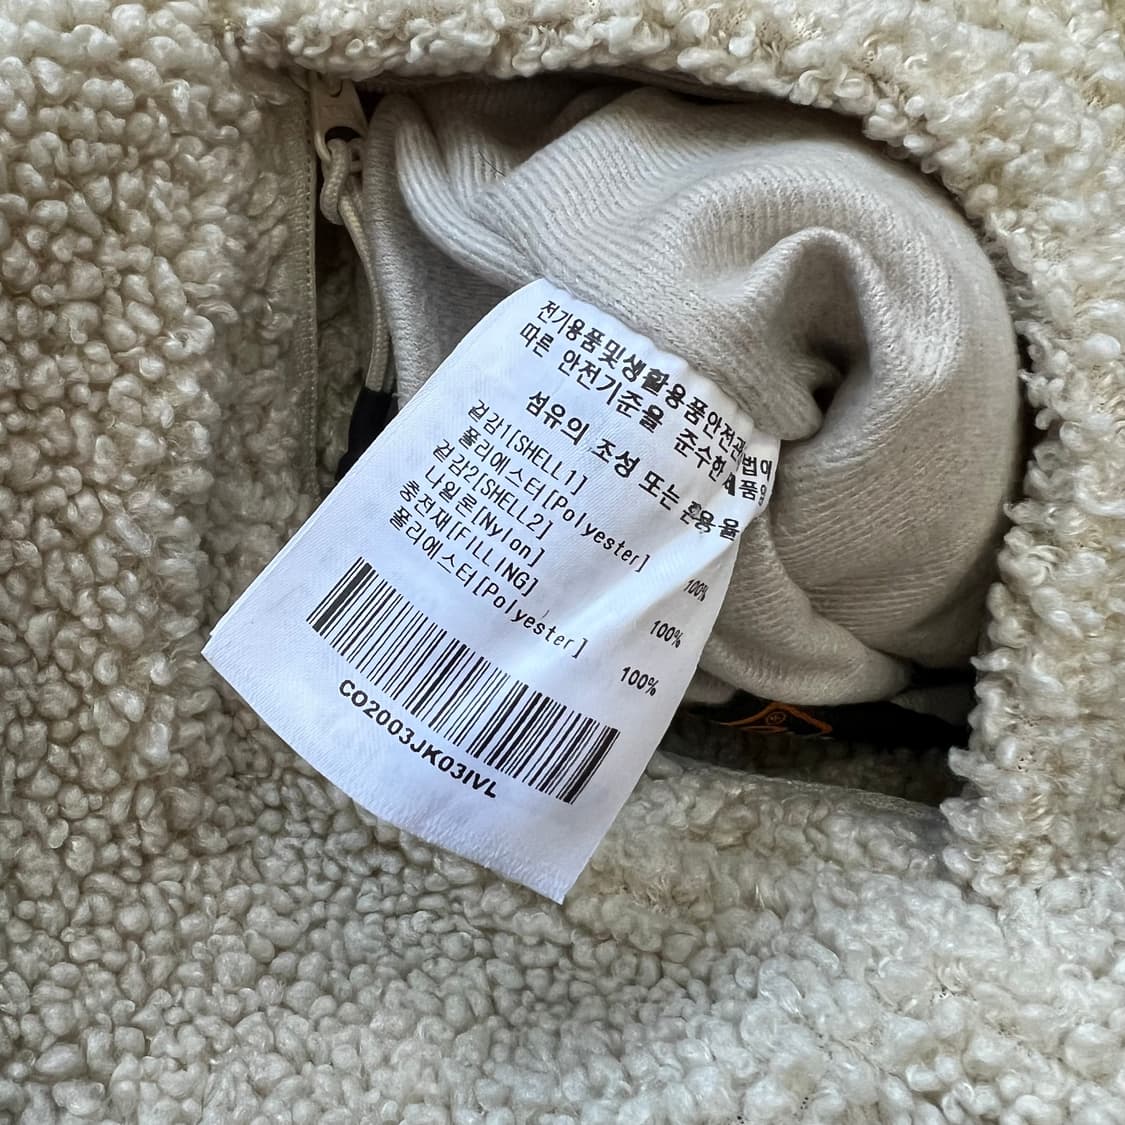 전기용품및생활용품안전관법에
따른 안전기준을 준수한 제품임
섬유의 조성 또는 혼용율
겉감1[SHELL1]
폴리에스터[Polyester] 100%
겉감2[SHELL2]
나일론[Nylon] 100%
충전재[FILLING]
폴리에스터[Polyester] 100%
CO2003JK03IVL